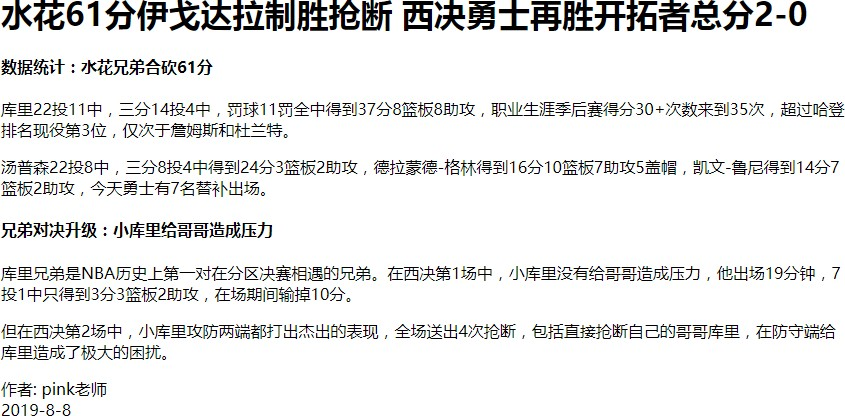 水花61分伊戈达拉制胜抢断 西决勇士再胜开拓者总分2-0
数据统计：水花兄弟合砍61分
库里22投11中，三分14投4中，罚球11罚全中得到37分8篮板8助攻，职业生涯季后赛得分30+次数来到35次，超过哈登
排名现役第3位，仅次于詹姆斯和杜兰特。
汤普森22投8中，三分8投4中得到24分3篮板2助攻，德拉蒙德-格林得到16分10篮板7助攻5盖帽，凯文-鲁尼得到14分7
篮板2助攻，今天勇士有7名替补出场。
兄弟对决升级：小库里给哥哥造成压力
库里兄弟是NBA历史上第一对在分区决赛相遇的兄弟。在西决第1场中，小库里没有给哥哥造成压力，他出场19分钟，7
投1中只得到3分3篮板2助攻，在场期间输掉10分。
但在西决第2场中，小库里攻防两端都打出杰出的表现，全场送出4次抢断，包括直接抢断自己的哥哥库里，在防守端给
库里造成了极大的困扰。
作者: pink老师
2019-8-8